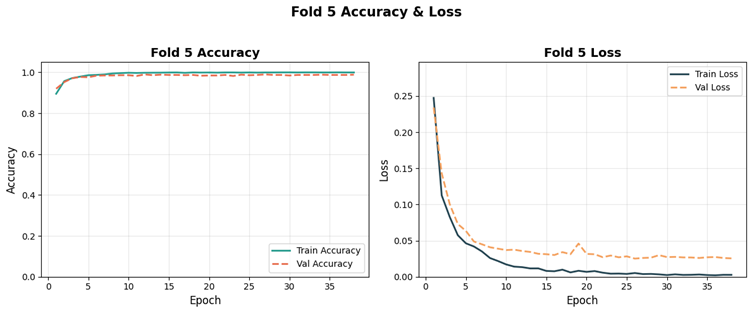 Fold 5 Accuracy & Loss
Fold 5 Accuracy
1.0
0.8
0.6
0.4
0.2
0.0
Accuracy
0 5 10 15 20 25 30 35
Epoch
Train Accuracy
Val Accuracy
Fold 5 Loss
0.25
0.20
0.15
0.10
0.05
0.00
Loss
0 5 10 15 20 25 30 35
Epoch
Train Loss
Val Loss